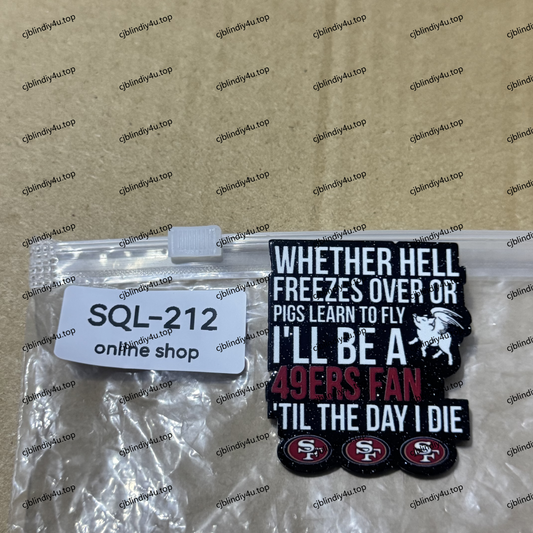 SQL-212
online shop
WHETHER HELL
FREEZES OVER OR
PIGS LEARN TO FLY
I'LL BE A
49ERS FAN
'TIL THE DAY I DIE
SF SF SF
cjblindiy4u.top